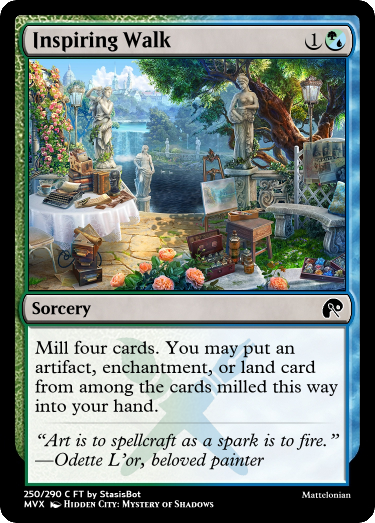 Inspiring Walk 1
Sorcery
Mill four cards. You may put an
artifact, enchantment, or land card
from among the cards milled this way
into your hand.
“Art is to spellcraft as a spark is to fire.”
—Odette L'or, beloved painter
250/290 C FT by StasisBot
Mattelonian
MVX Hidden City: Mystery of Shadows